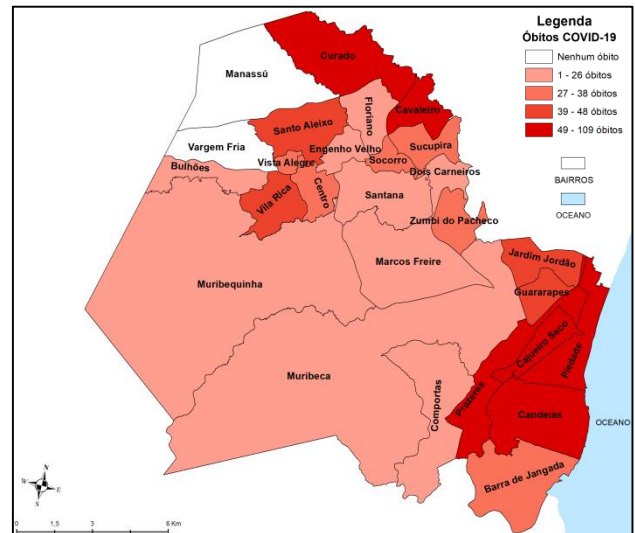 Legenda
Óbitos COVID-19
Nenhum óbito
1 - 26 óbitos
27 - 38 óbitos
39 - 48 óbitos
49 - 109 óbitos
BAIRROS
OCEANO
Curado
Manassú
Floriano
Cavaleiro
Santo Aleixo
Sucupira
Vargem Fria
Engenho Velho
Vista Alegre
Socorro
Bulhões
Dois Carneiros
Vila Rica
Centro
Santana
Zumbi do Pacheco
Marcos Freire
Jardim Jordão
Muribequinha
Guararapes
Cajueiro Seco
Piedade
Muribeca
Comportas
Prazeres
Candeias
OCEANO
Barra de Jangada
N
W E
S
0 1,5 3 6 Km